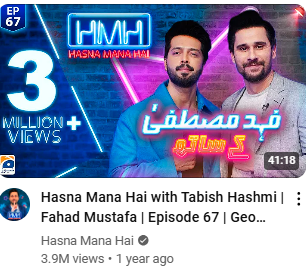 EP
67
HMH
HASNA MANA HAI
3
MILLION+
VIEWS
فہد مصطفیٰ
کے ساتھ
GEO
41:18
Hasna Mana Hai with Tabish Hashmi |
Fahad Mustafa | Episode 67 | Geo...
Hasna Mana Hai
3.9M views • 1 year ago